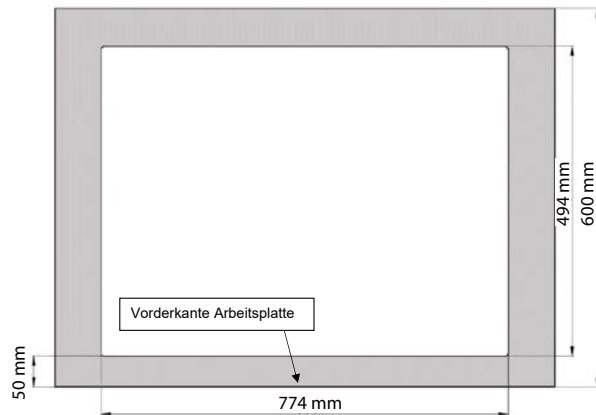 494 mm
600 mm
Vorderkante Arbeitsplatte
50 mm
774 mm